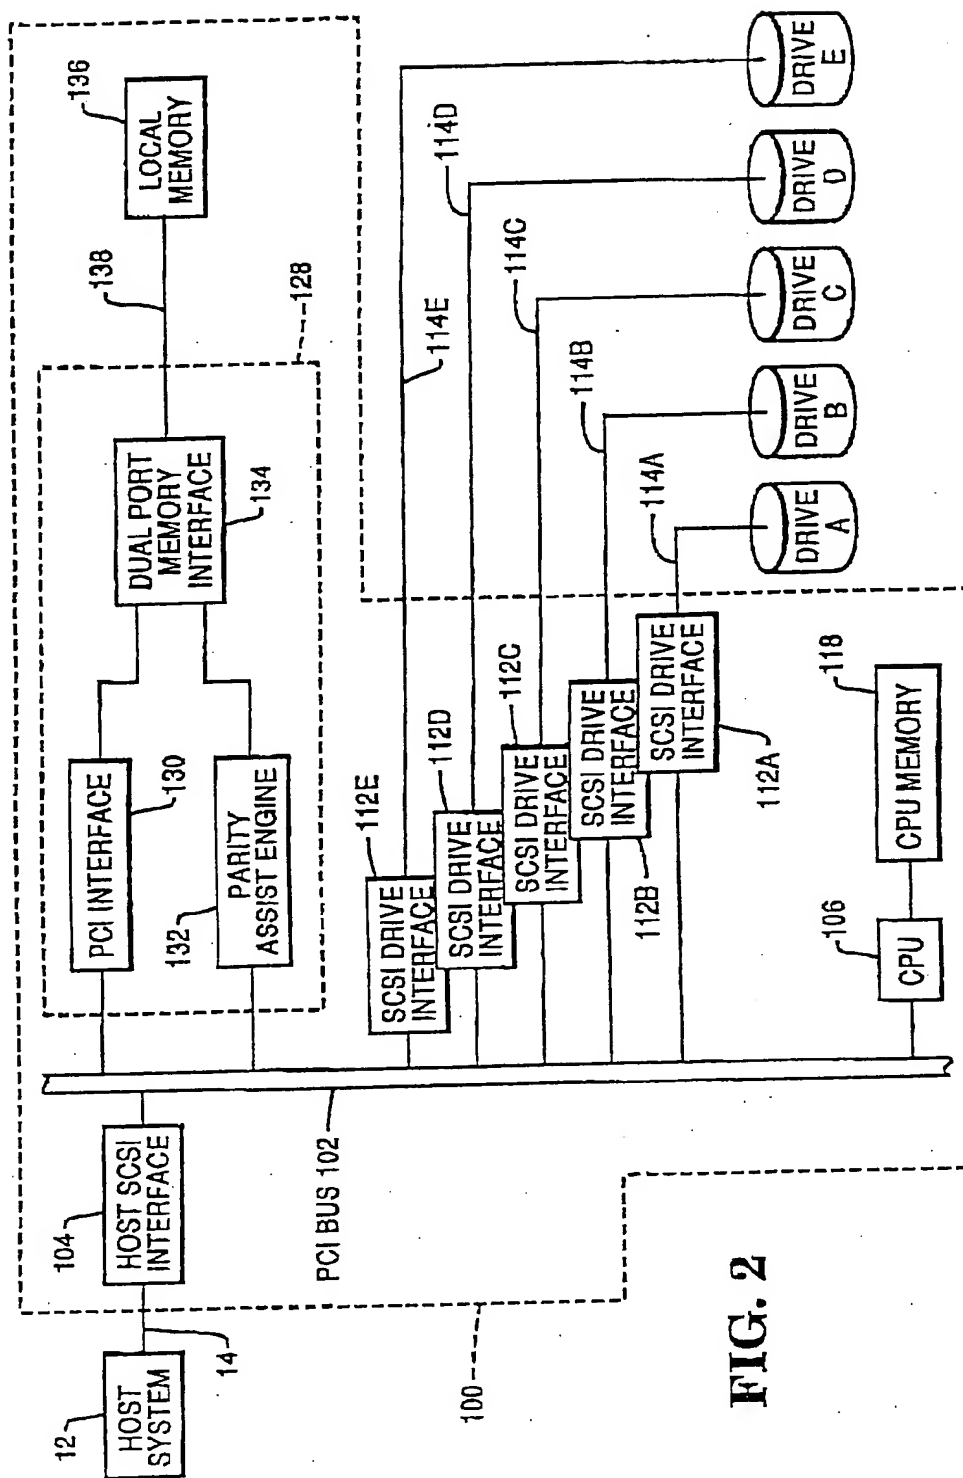 12
HOST
SYSTEM
14
100
104
HOST SCSI
INTERFACE
PCI BUS 102
PCI INTERFACE
130
132
PARITY
ASSIST ENGINE
DUAL PORT
MEMORY
INTERFACE
134
128
138
136
LOCAL
MEMORY
112E
SCSI DRIVE
INTERFACE
112D
SCSI DRIVE
INTERFACE
112C
SCSI DRIVE
INTERFACE
SCSI DRIVE
INTERFACE
112B
SCSI DRIVE
INTERFACE
112A
114E
114D
114C
114B
114A
DRIVE
E
DRIVE
D
DRIVE
C
DRIVE
B
DRIVE
A
106
CPU
118
CPU MEMORY
FIG. 2